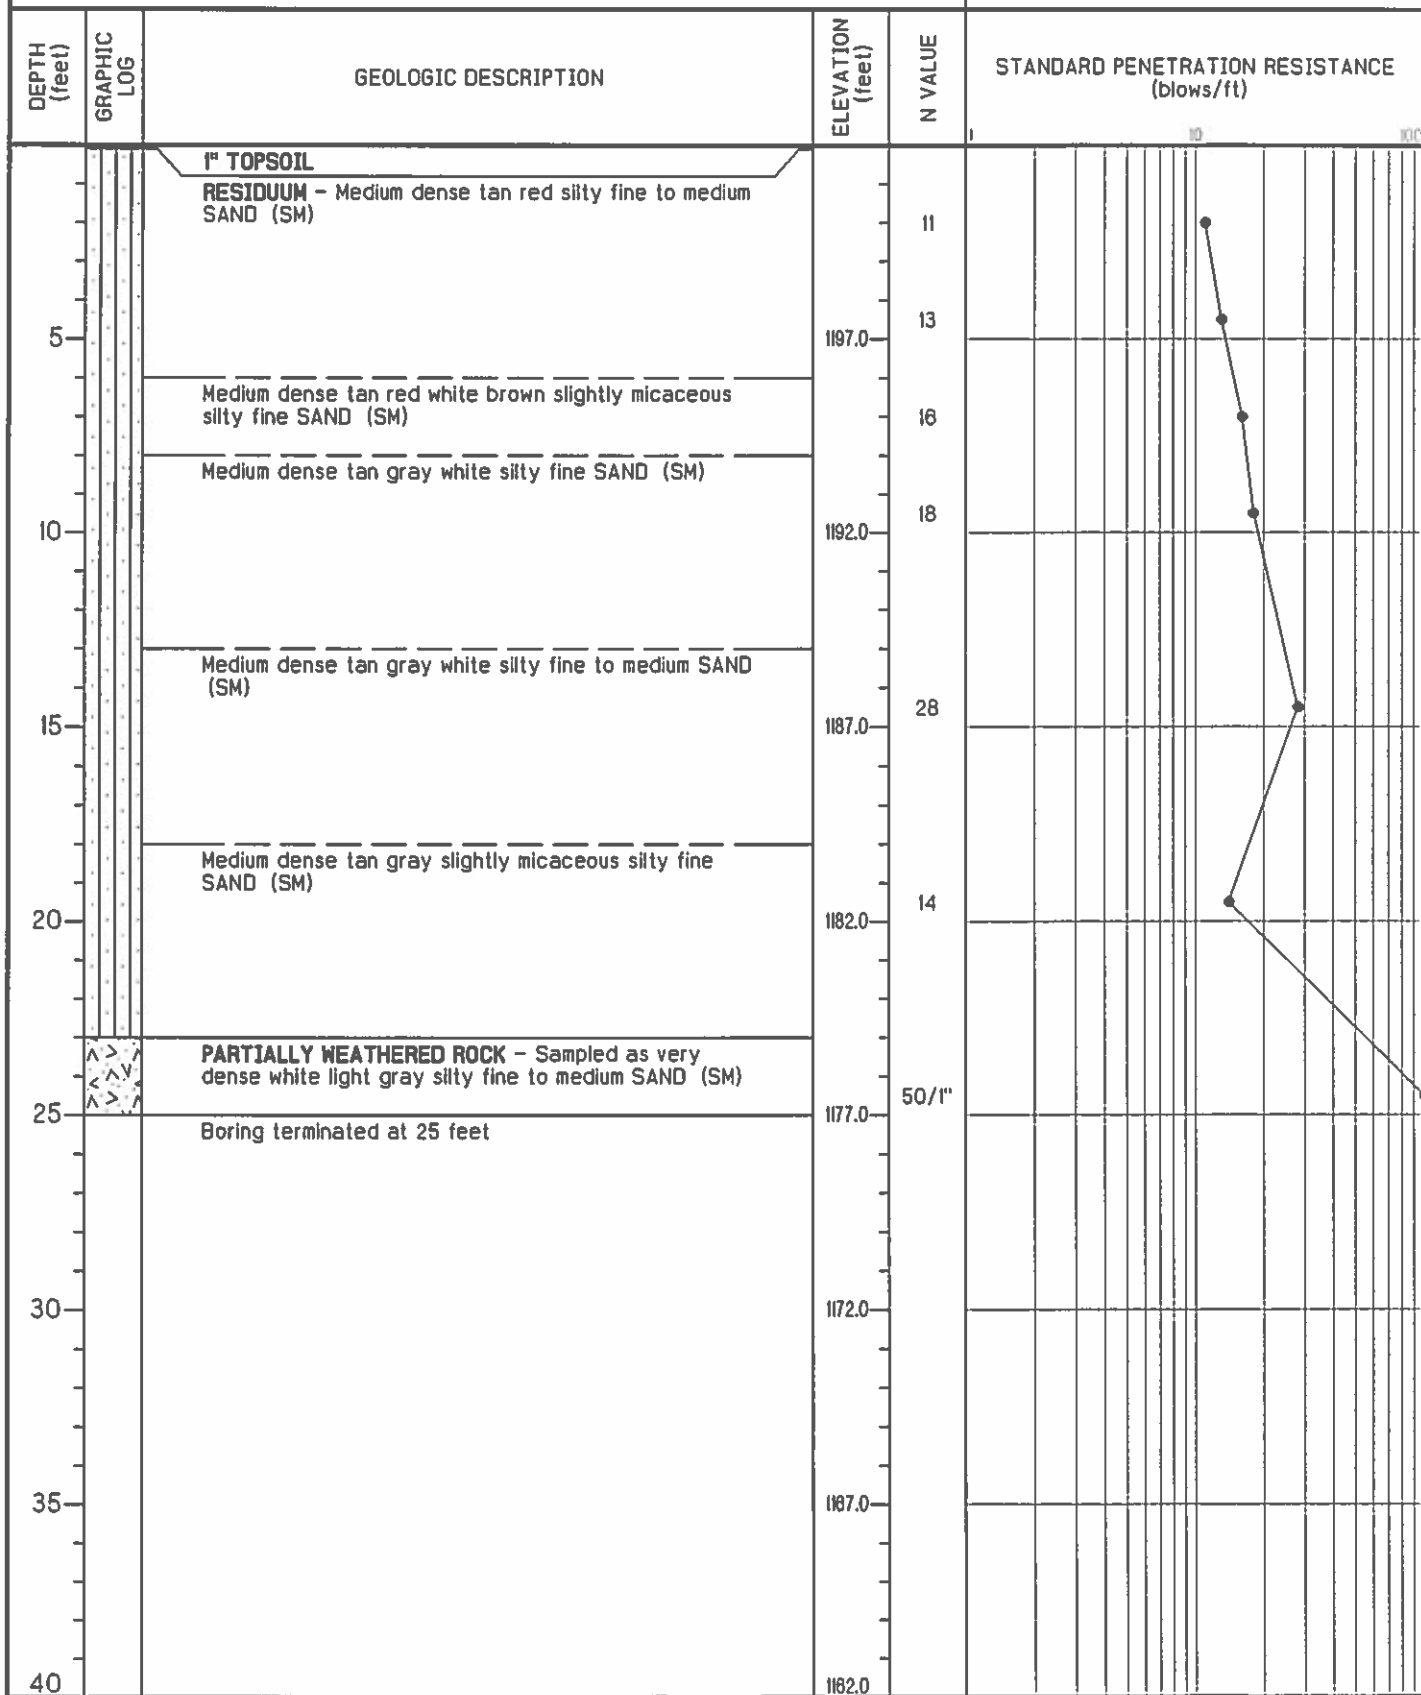 DEPTH
(feet)
GRAPHIC
LOG
GEOLOGIC DESCRIPTION
ELEVATION
(feet)
N VALUE
STANDARD PENETRATION RESISTANCE
(blows/ft)
1 10 100
1" TOPSOIL
RESIDUUM - Medium dense tan red silty fine to medium
SAND (SM)
11
13
5 1197.0
Medium dense tan red white brown slightly micaceous
silty fine SAND (SM)
16
Medium dense tan gray white silty fine SAND (SM)
18
10 1192.0
Medium dense tan gray white silty fine to medium SAND
(SM)
28
15 1187.0
Medium dense tan gray slightly micaceous silty fine
SAND (SM)
14
20 1182.0
PARTIALLY WEATHERED ROCK - Sampled as very
dense white light gray silty fine to medium SAND (SM)
50/1"
25 1177.0
Boring terminated at 25 feet
30 1172.0
35 1167.0
40 1162.0